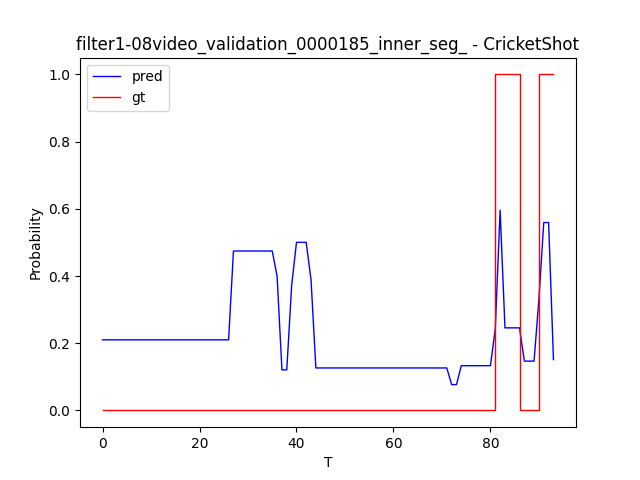 filter1-08video_validation_0000185_inner_seg_ - CricketShot
pred
gt
1.0
0.8
0.6
0.4
0.2
0.0
Probability
0
20
40
60
80
T